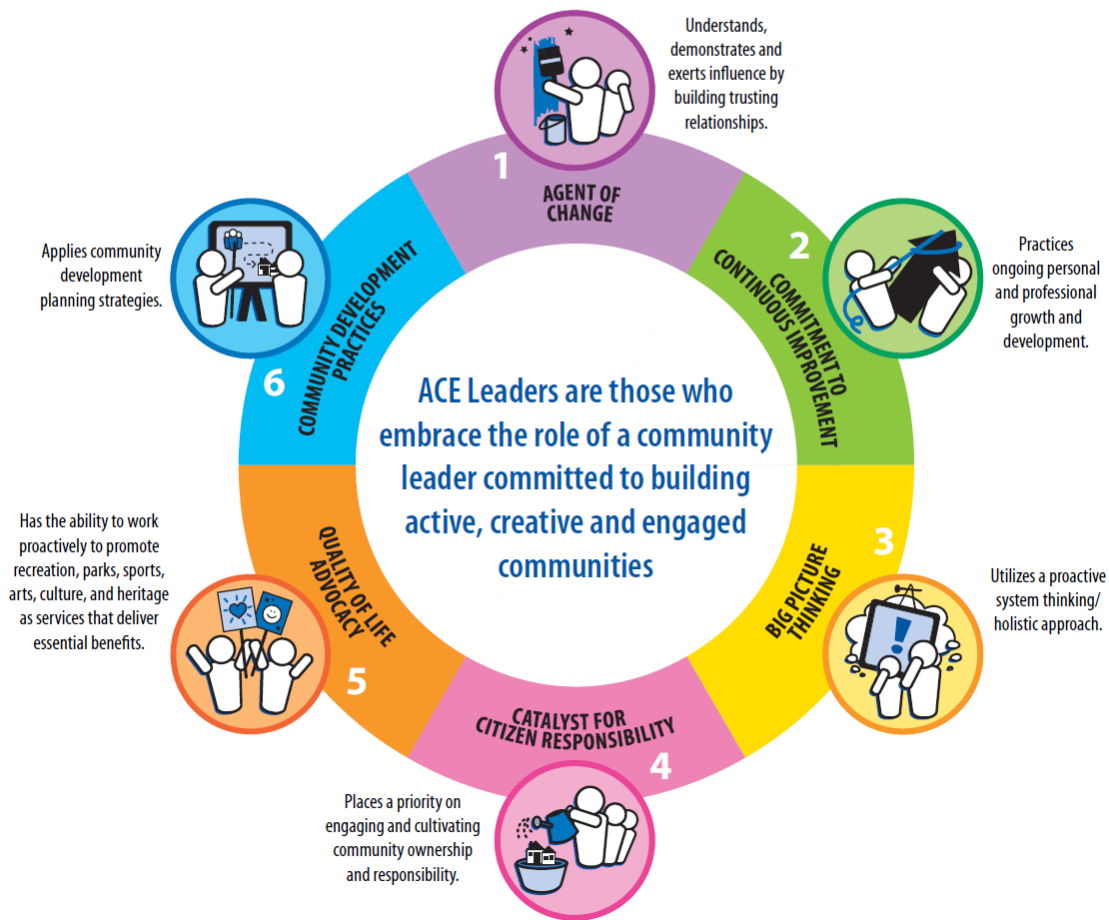 Understands,
demonstrates and
exerts influence by
building trusting
relationships.
1
AGENT OF
CHANGE
2
COMMITMENT TO
CONTINUOUS IMPROVEMENT
Practices
ongoing personal
and professional
growth and
development.
3
BIG PICTURE
THINKING
Utilizes a proactive
system thinking/
holistic approach.
4
CATALYST FOR
CITIZEN RESPONSIBILITY
Places a priority on
engaging and cultivating
community ownership
and responsibility.
5
QUALITY OF LIFE
ADVOCACY
Has the ability to work
proactively to promote
recreation, parks, sports,
arts, culture, and heritage
as services that deliver
essential benefits.
6
COMMUNITY DEVELOPMENT
PRACTICES
Applies community
development
planning strategies.
ACE Leaders are those who
embrace the role of a community
leader committed to building
active, creative and engaged
communities
!